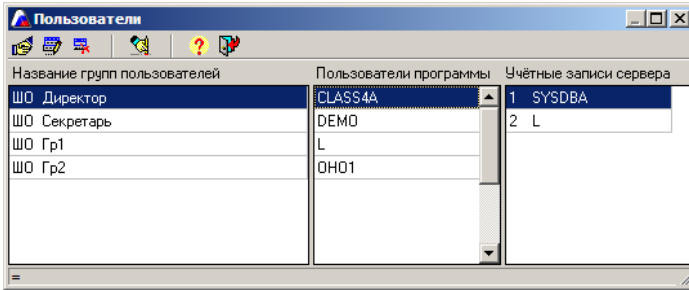 Пользователи
Название групп пользователей Пользователи программы Учётные записи сервера
ШО Директор CLASS4A 1 SYSDBA
ШО Секретарь DEMO 2 L
ШО Гр1 L
ШО Гр2 OHO1
=